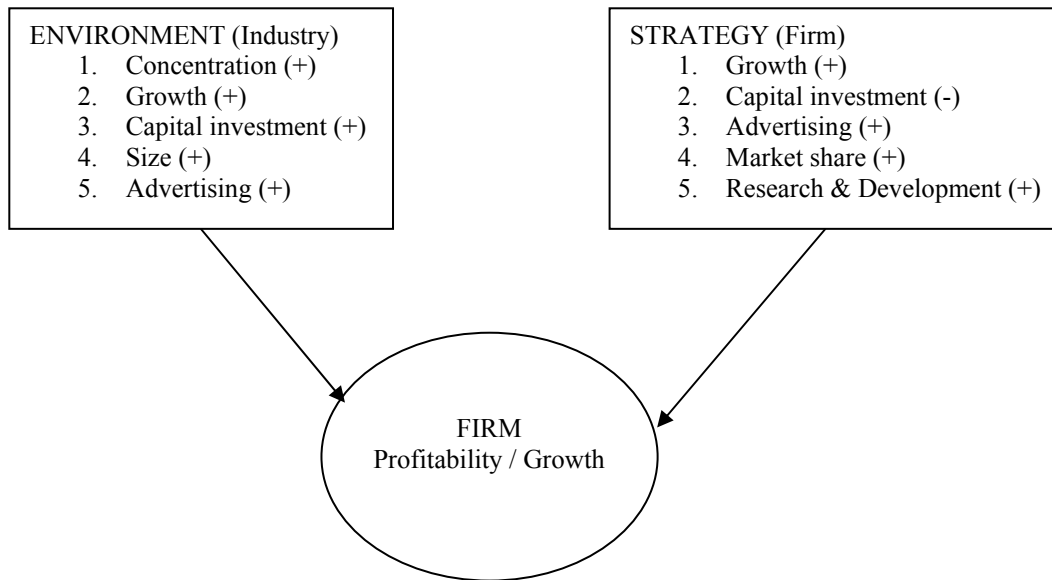 ENVIRONMENT (Industry)
1. Concentration (+)
2. Growth (+)
3. Capital investment (+)
4. Size (+)
5. Advertising (+)
STRATEGY (Firm)
1. Growth (+)
2. Capital investment (-)
3. Advertising (+)
4. Market share (+)
5. Research & Development (+)
FIRM
Profitability / Growth